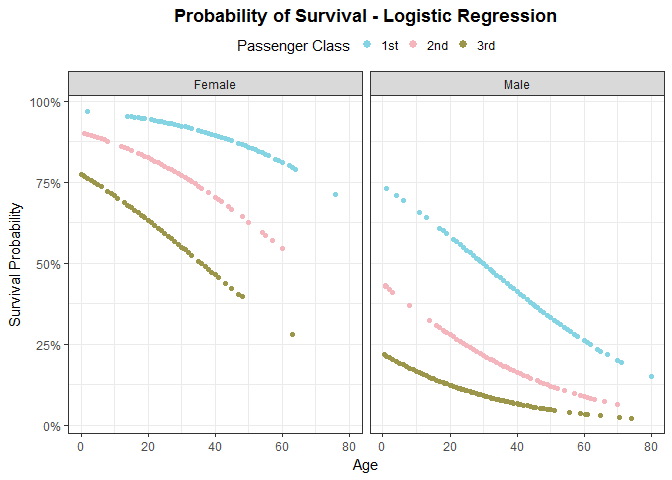 Probability of Survival - Logistic Regression
Passenger Class 1st 2nd 3rd
Female Male
100%
75%
50%
25%
0%
Survival Probability
0 20 40 60 80 0 20 40 60 80
Age